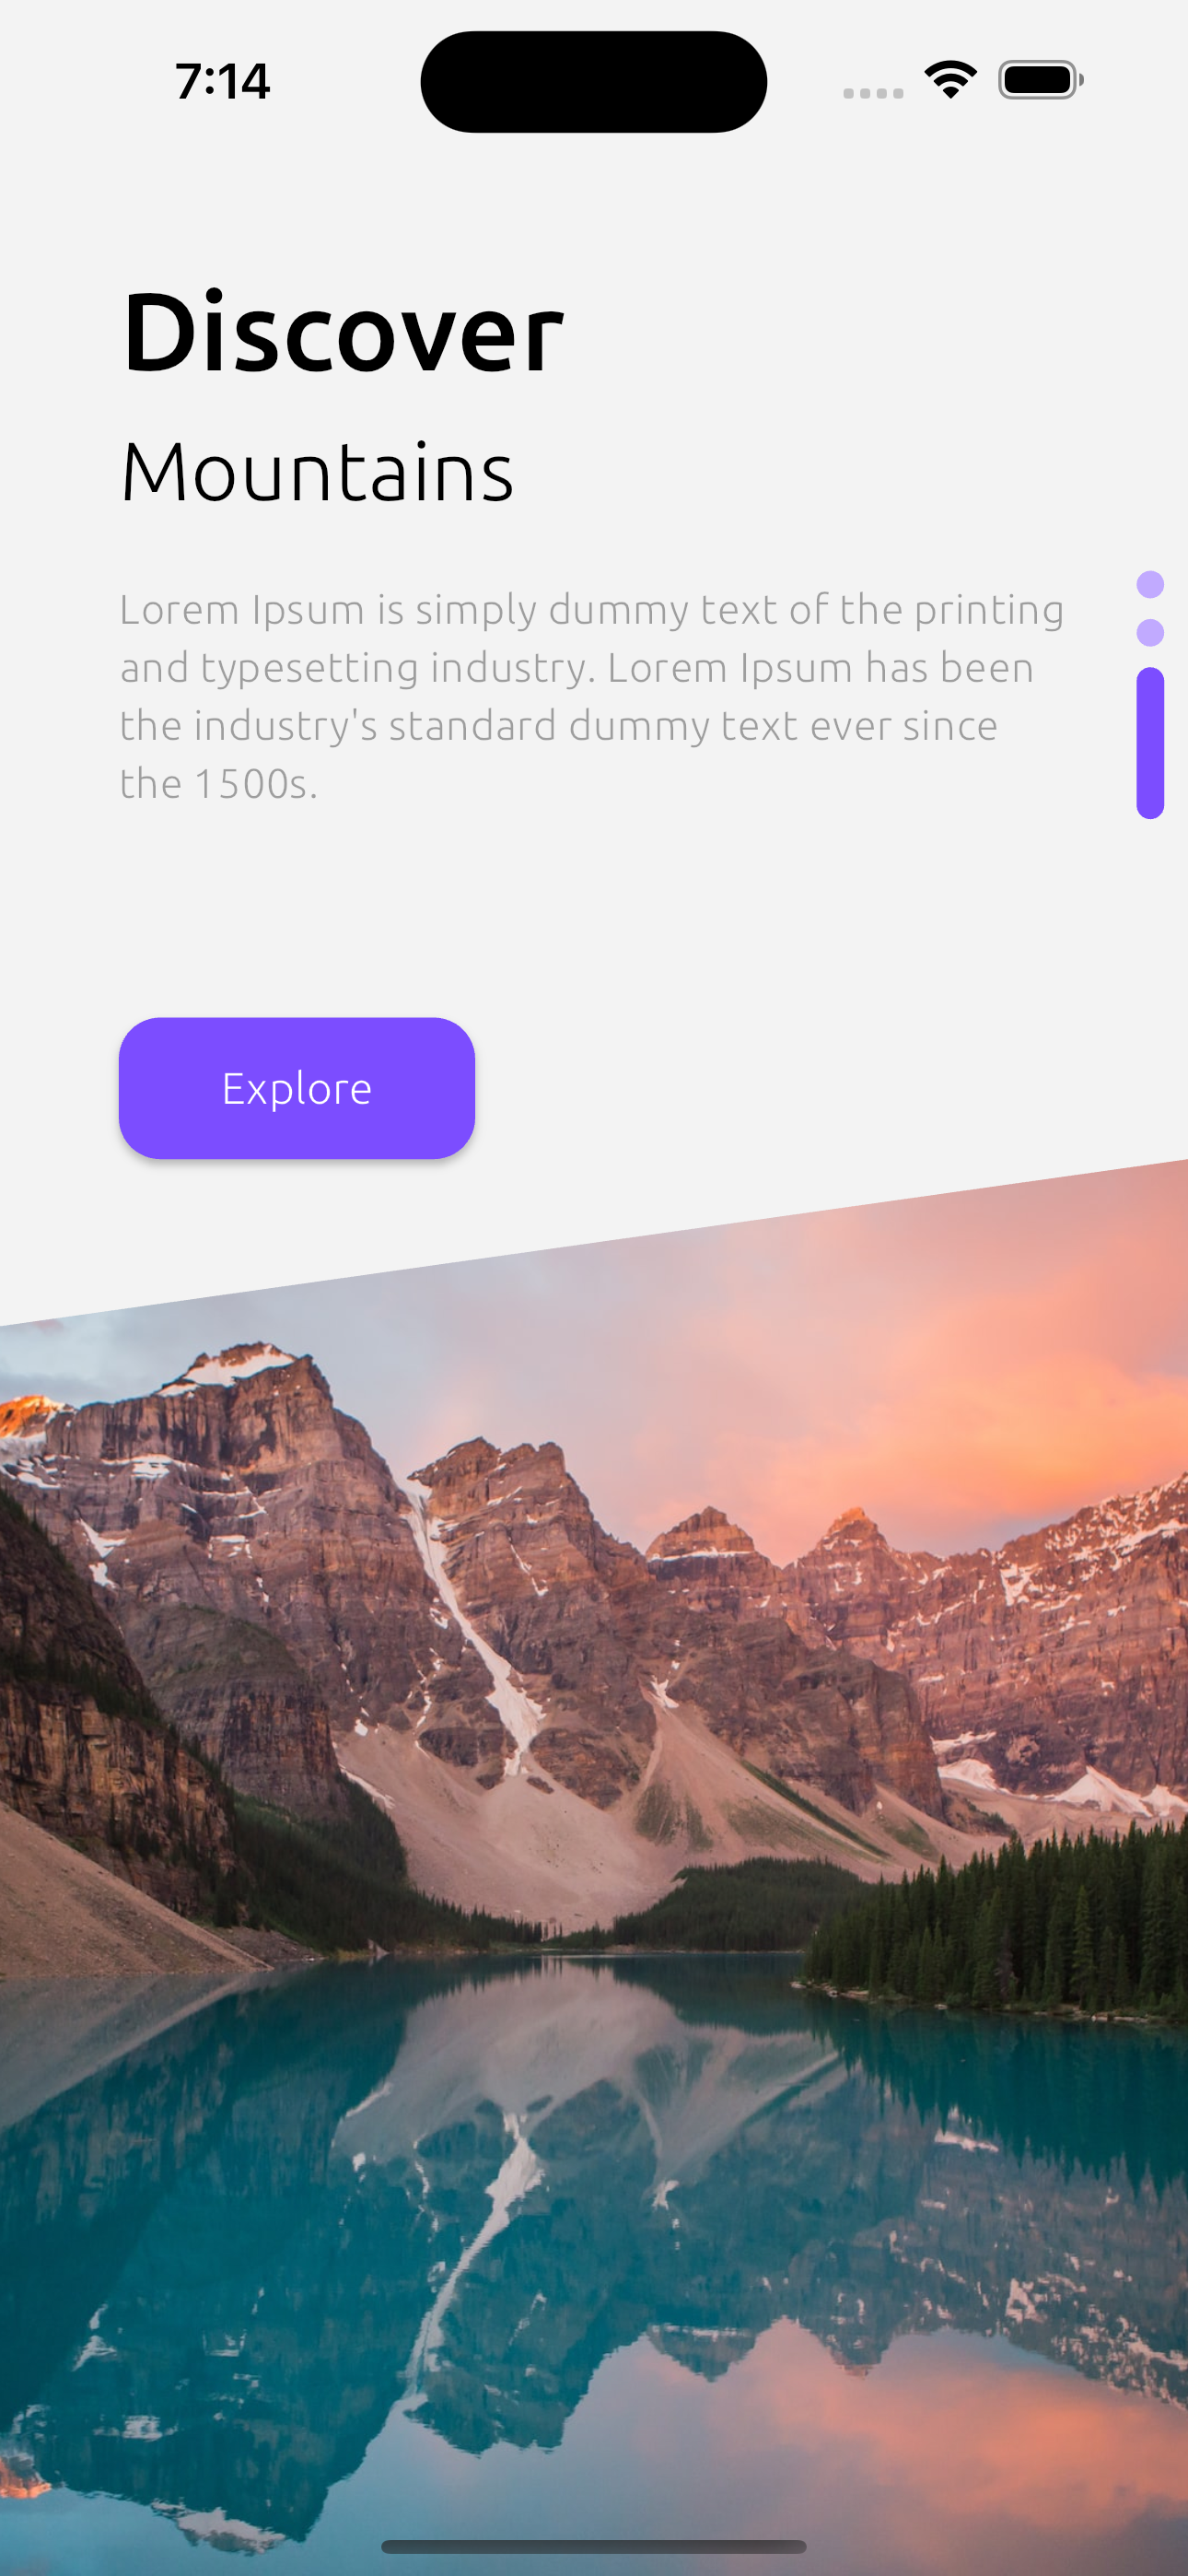 7:14
Discover
Mountains
Lorem Ipsum is simply dummy text of the printing
and typesetting industry. Lorem Ipsum has been
the industry's standard dummy text ever since
the 1500s.
Explore